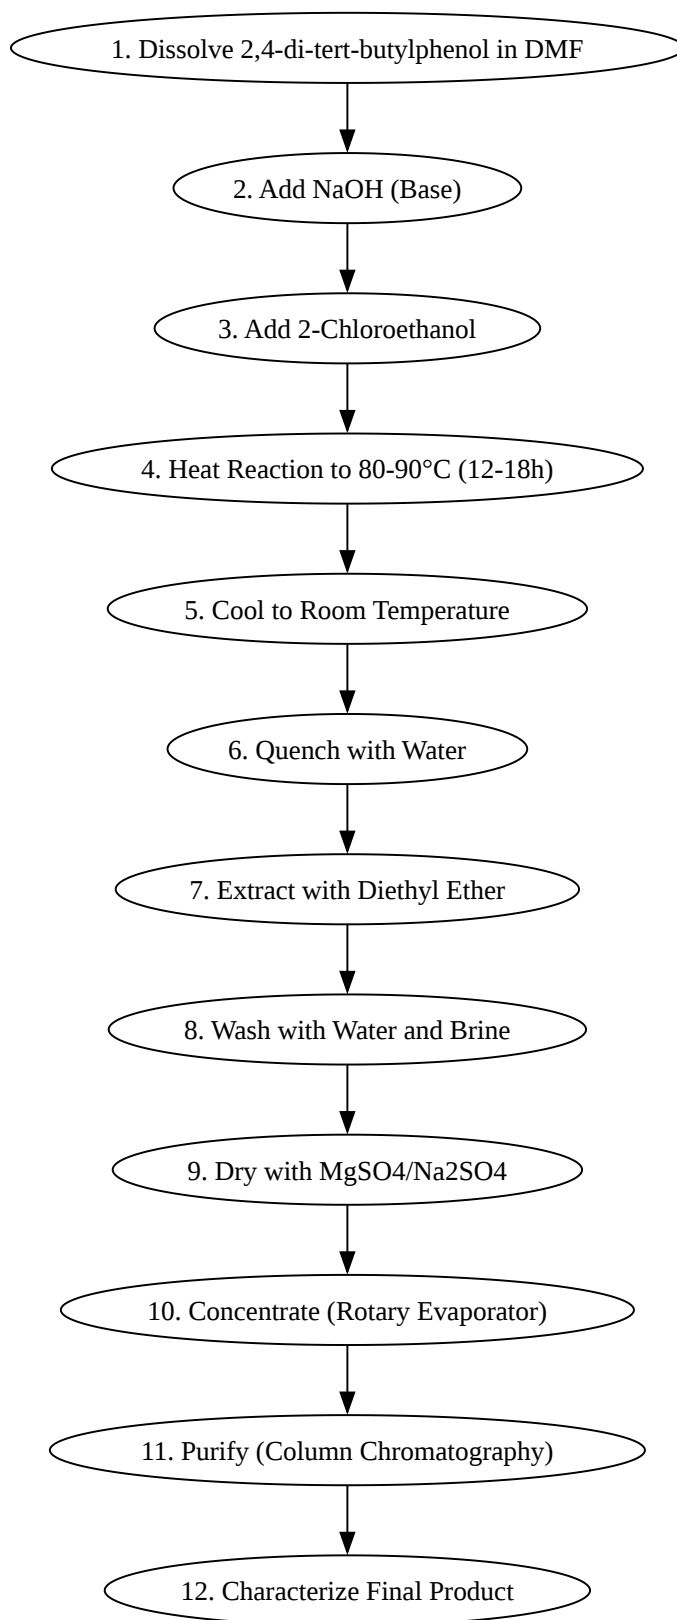 1. Dissolve 2,4-di-tert-butylphenol in DMF
2. Add NaOH (Base)
3. Add 2-Chloroethanol
4. Heat Reaction to 80-90°C (12-18h)
5. Cool to Room Temperature
6. Quench with Water
7. Extract with Diethyl Ether
8. Wash with Water and Brine
9. Dry with MgSO4/Na2SO4
10. Concentrate (Rotary Evaporator)
11. Purify (Column Chromatography)
12. Characterize Final Product